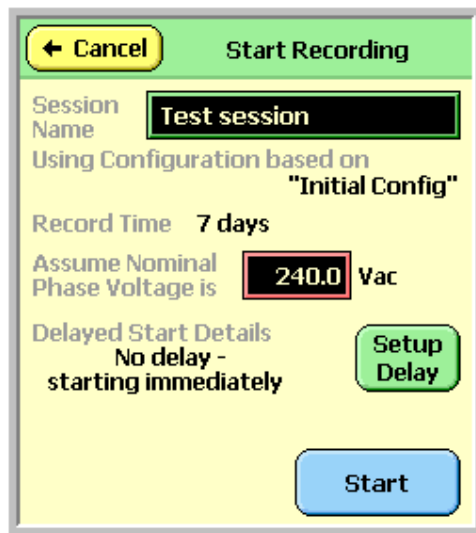 ← Cancel
Start Recording
Session
Name
Test session
Using Configuration based on
"Initial Config"
Record Time 7 days
Assume Nominal
Phase Voltage is
240.0 Vac
Delayed Start Details
No delay -
starting immediately
Setup
Delay
Start